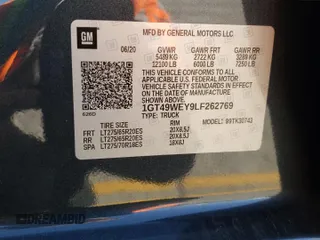 GM
MFD BY GENERAL MOTORS LLC
06/20 GVWR GAWR FRT GAWR RR
5489 KG 2722 KG 3289 KG
12100 LB 6000 LB 7250 LB
THIS VEHICLE CONFORMS TO ALL APPLICABLE U.S. FEDERAL MOTOR
VEHICLE SAFETY STANDARDS IN EFFECT ON THE DATE OF
MANUFACTURE SHOWN ABOVE.
1GT49WEY9LF262769
TYPE: TRUCK
RIM
FRT LT275/65R20ES 20X8.5J
RR LT275/65R20ES 20X8.5J
SPA LT275/70R18ES 18X8J
DREAMBID